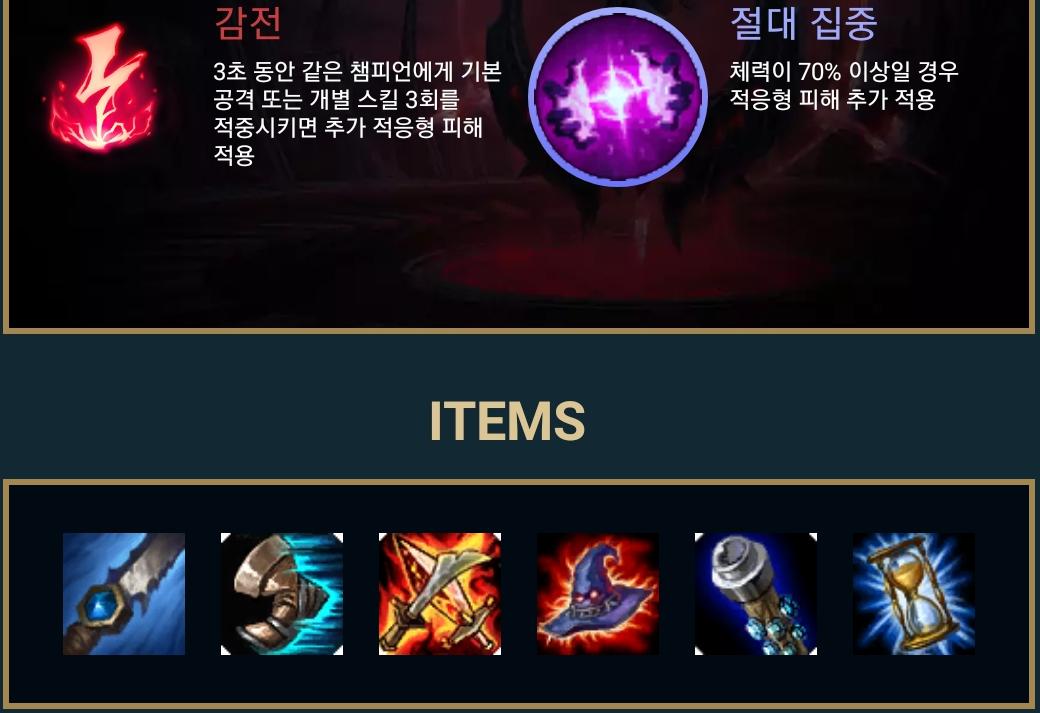 감전
3초 동안 같은 챔피언에게 기본
공격 또는 개별 스킬 3회를
적중시키면 추가 적응형 피해
적용
절대 집중
체력이 70% 이상일 경우
적응형 피해 추가 적용
ITEMS